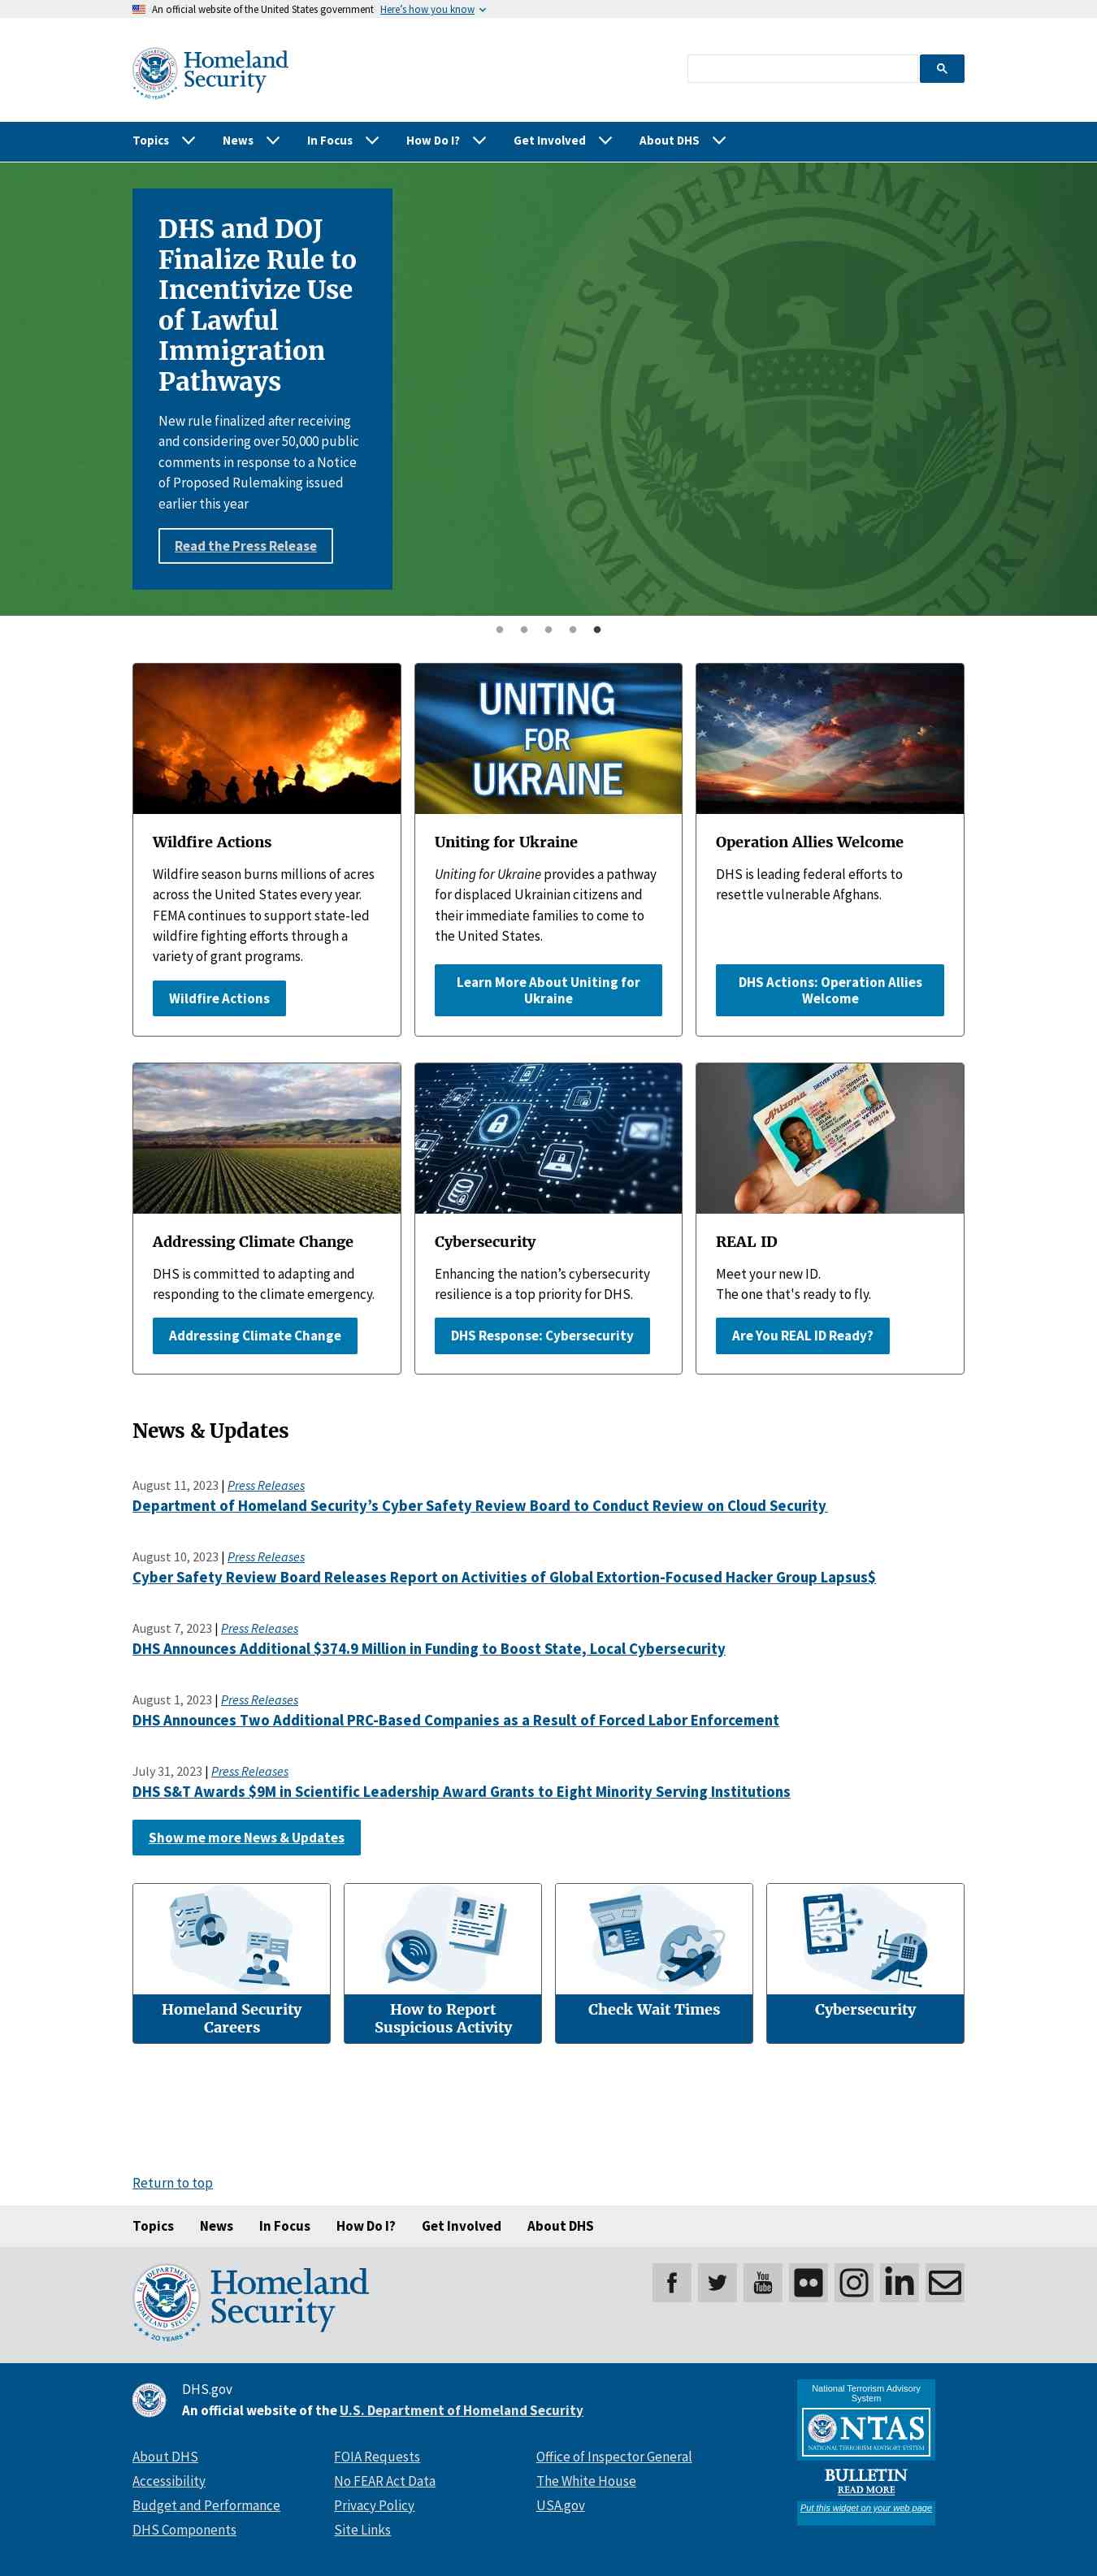 An official website of the United States government Here's how you know
Homeland
Security
Topics News In Focus How Do I? Get Involved About DHS
DHS and DOJ
Finalize Rule to
Incentivize Use
of Lawful
Immigration
Pathways
New rule finalized after receiving
and considering over 50,000 public
comments in response to a Notice
of Proposed Rulemaking issued
earlier this year
Read the Press Release
U.S. DEPARTMENT OF
HOMELAND SECURITY
UNITING
FOR
UKRAINE
Wildfire Actions
Wildfire season burns millions of acres
across the United States every year.
FEMA continues to support state-led
wildfire fighting efforts through a
variety of grant programs.
Wildfire Actions
Uniting for Ukraine
Uniting for Ukraine provides a pathway
for displaced Ukrainian citizens and
their immediate families to come to
the United States.
Learn More About Uniting for
Ukraine
Operation Allies Welcome
DHS is leading federal efforts to
resettle vulnerable Afghans.
DHS Actions: Operation Allies
Welcome
Arizona
DRIVER LICENSE
VETERAN
Addressing Climate Change
DHS is committed to adapting and
responding to the climate emergency.
Addressing Climate Change
Cybersecurity
Enhancing the nation’s cybersecurity
resilience is a top priority for DHS.
DHS Response: Cybersecurity
REAL ID
Meet your new ID.
The one that's ready to fly.
Are You REAL ID Ready?
News & Updates
August 11, 2023 | Press Releases
Department of Homeland Security’s Cyber Safety Review Board to Conduct Review on Cloud Security
August 10, 2023 | Press Releases
Cyber Safety Review Board Releases Report on Activities of Global Extortion-Focused Hacker Group Lapsus$
August 7, 2023 | Press Releases
DHS Announces Additional $374.9 Million in Funding to Boost State, Local Cybersecurity
August 1, 2023 | Press Releases
DHS Announces Two Additional PRC-Based Companies as a Result of Forced Labor Enforcement
July 31, 2023 | Press Releases
DHS S&T Awards $9M in Scientific Leadership Award Grants to Eight Minority Serving Institutions
Show me more News & Updates
Homeland Security
Careers
How to Report
Suspicious Activity
Check Wait Times
Cybersecurity
Return to top
Topics News In Focus How Do I? Get Involved About DHS
U.S. DEPARTMENT OF
HOMELAND SECURITY
20 YEARS
Homeland
Security
You
Tube
DHS.gov
An official website of the U.S. Department of Homeland Security
About DHS
Accessibility
Budget and Performance
DHS Components
FOIA Requests
No FEAR Act Data
Privacy Policy
Site Links
Office of Inspector General
The White House
USA.gov
National Terrorism Advisory
System
NTAS
NATIONAL TERRORISM ADVISORY SYSTEM
BULLETIN
READ MORE
Put this widget on your web page